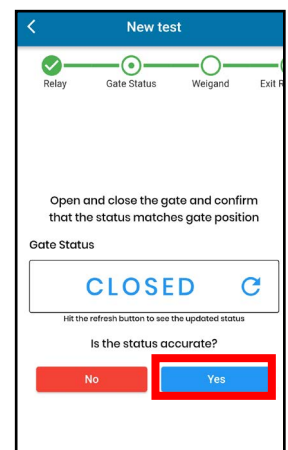 New test
Relay Gate Status Weigand Exit R
Open and close the gate and confirm
that the status matches gate position
Gate Status
CLOSED
Hit the refresh button to see the updated status
Is the status accurate?
No Yes